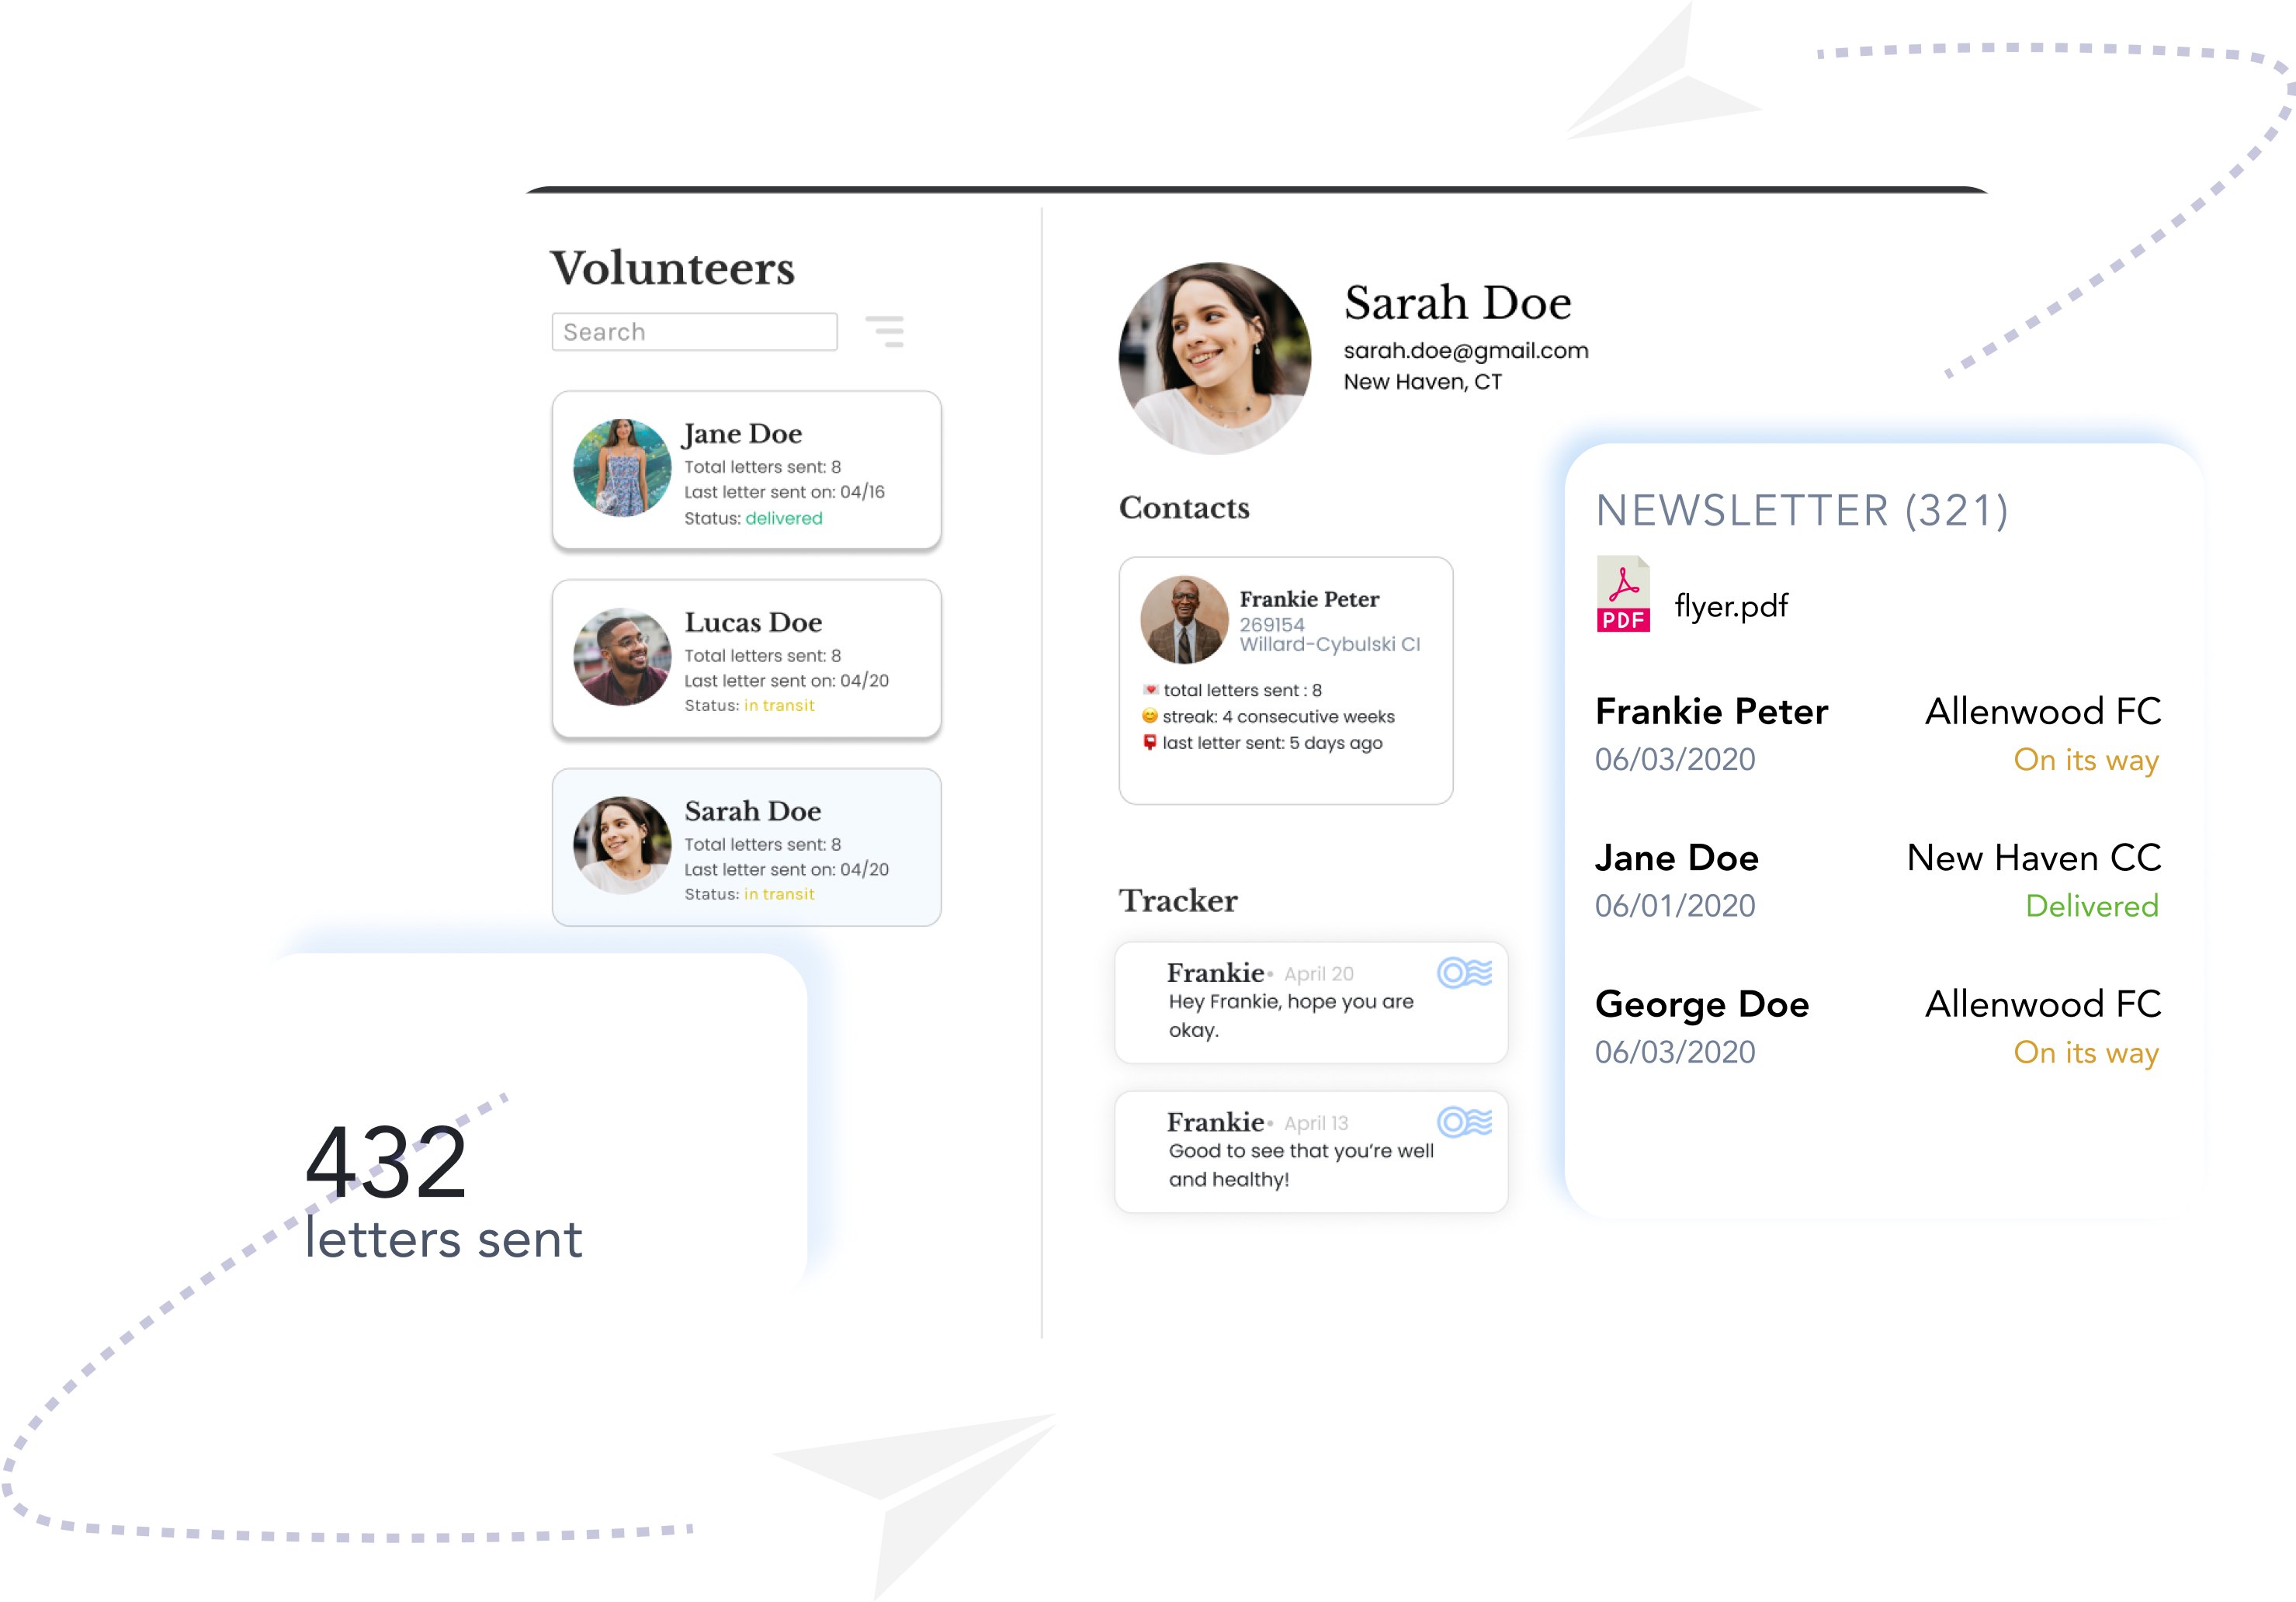 Volunteers
Search
Jane Doe
Total letters sent: 8
Last letter sent on: 04/16
Status: delivered
Lucas Doe
Total letters sent: 8
Last letter sent on: 04/20
Status: in transit
Sarah Doe
Total letters sent: 8
Last letter sent on: 04/20
Status: in transit
432
letters sent
Sarah Doe
sarah.doe@gmail.com
New Haven, CT
Contacts
Frankie Peter
269154
Willard-Cybulski CI
total letters sent : 8
streak: 4 consecutive weeks
last letter sent: 5 days ago
Tracker
Frankie • April 20
Hey Frankie, hope you are
okay.
Frankie • April 13
Good to see that you're well
and healthy!
NEWSLETTER (321)
PDF flyer.pdf
Frankie Peter Allenwood FC
06/03/2020 On its way
Jane Doe New Haven CC
06/01/2020 Delivered
George Doe Allenwood FC
06/03/2020 On its way